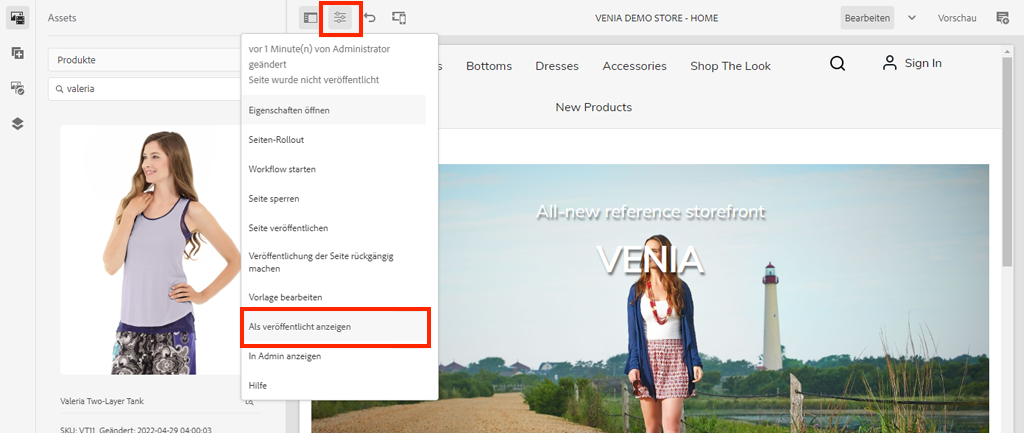 Assets
VENIA DEMO STORE - HOME
Bearbeiten
Vorschau
Produkte
valeria
vor 1 Minute(n) von Administrator
geändert
Seite wurde nicht veröffentlicht
Eigenschaften öffnen
Seiten-Rollout
Workflow starten
Seite sperren
Seite veröffentlichen
Veröffentlichung der Seite rückgängig
machen
Vorlage bearbeiten
Als veröffentlicht anzeigen
In Admin anzeigen
Hilfe
Bottoms Dresses Accessories Shop The Look
Sign In
New Products
All-new reference storefront
VENIA
Valeria Two-Layer Tank
SKU: VT11 Geändert: 2022-04-29 04:00:03